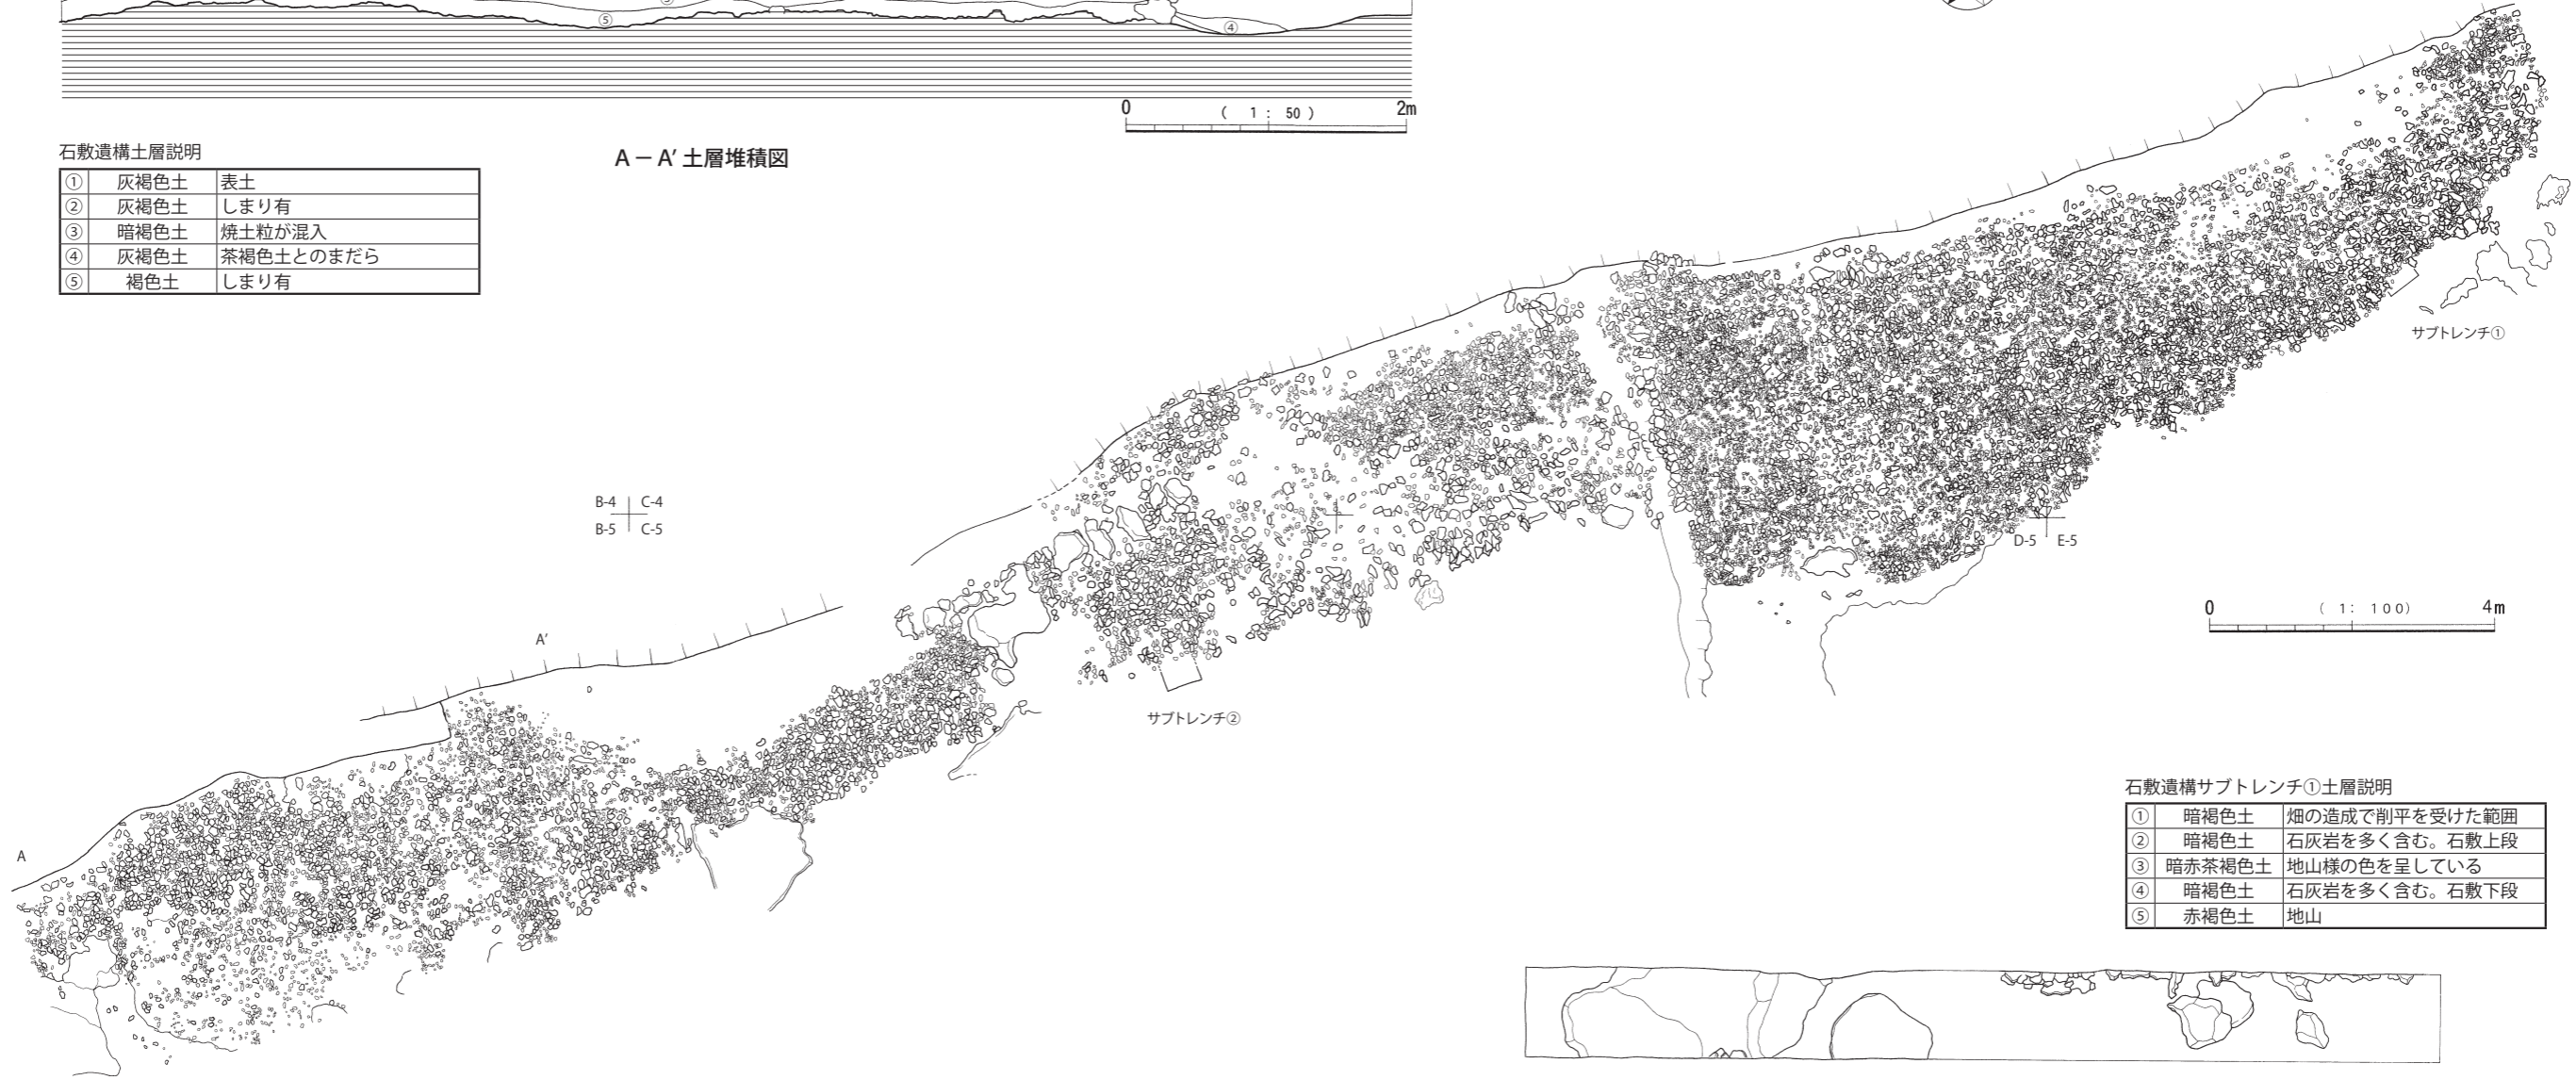 ③
⑤
④
0 ( 1 : 50 ) 2m
石敷遺構土層説明
A － A′ 土層堆積図
① 灰褐色土 表土
② 灰褐色土 しまり有
③ 暗褐色土 焼土粒が混入
④ 灰褐色土 茶褐色土とのまだら
⑤ 褐色土 しまり有
サブトレンチ①
B-4 C-4
B-5 C-5
D-5 E-5
0 ( 1: 100) 4m
A′
サブトレンチ②
A
石敷遺構サブトレンチ①土層説明
① 暗褐色土 畑の造成で削平を受けた範囲
② 暗褐色土 石灰岩を多く含む。石敷上段
③ 暗赤茶褐色土 地山様の色を呈している
④ 暗褐色土 石灰岩を多く含む。石敷下段
⑤ 赤褐色土 地山